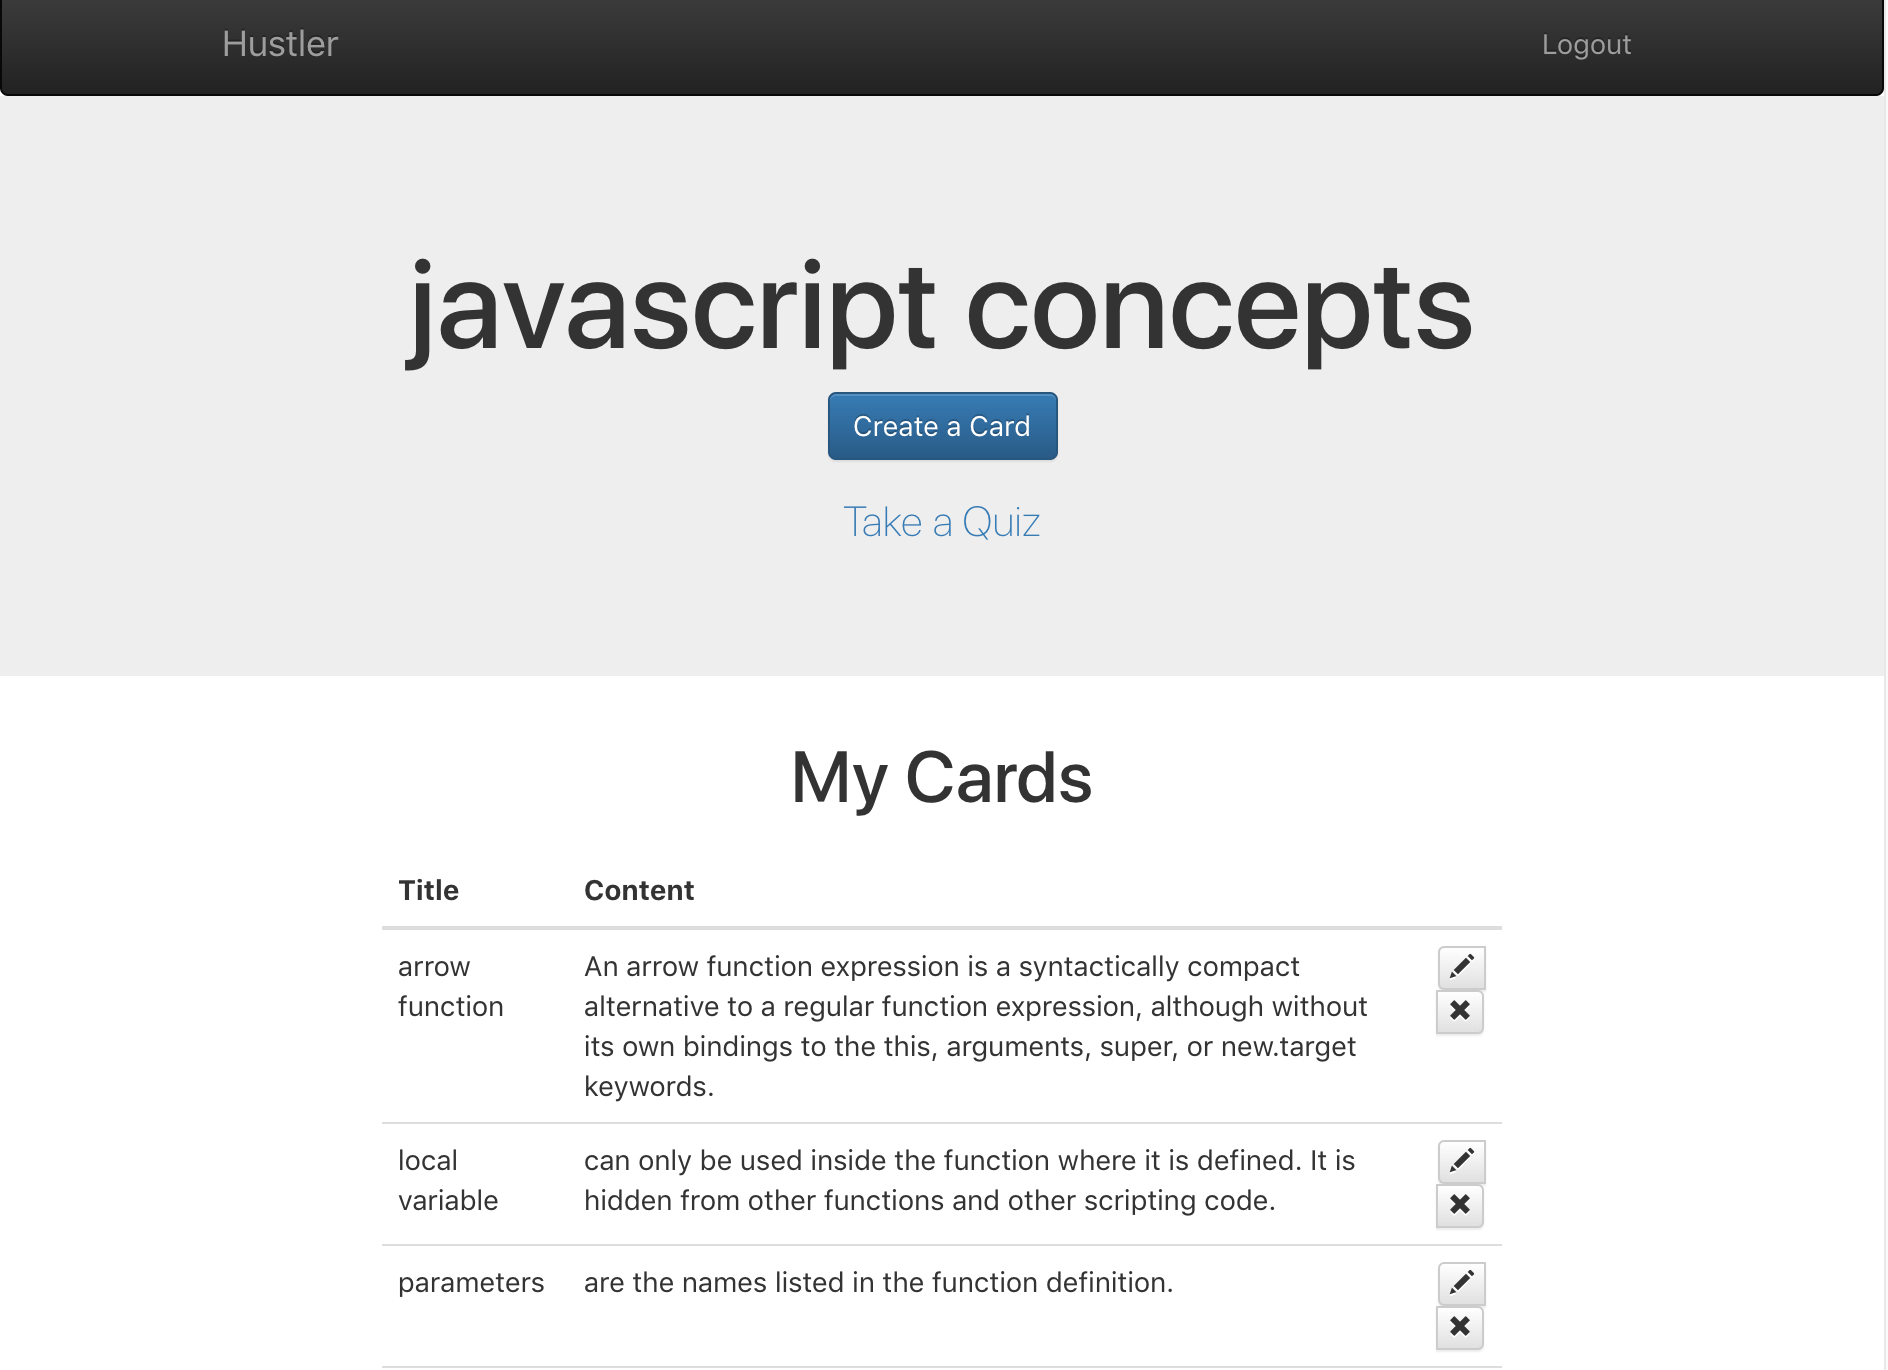 Hustler
Logout
javascript concepts
Create a Card
Take a Quiz
My Cards
Title Content
arrow
function
An arrow function expression is a syntactically compact
alternative to a regular function expression, although without
its own bindings to the this, arguments, super, or new.target
keywords.
local
variable
can only be used inside the function where it is defined. It is
hidden from other functions and other scripting code.
parameters
are the names listed in the function definition.